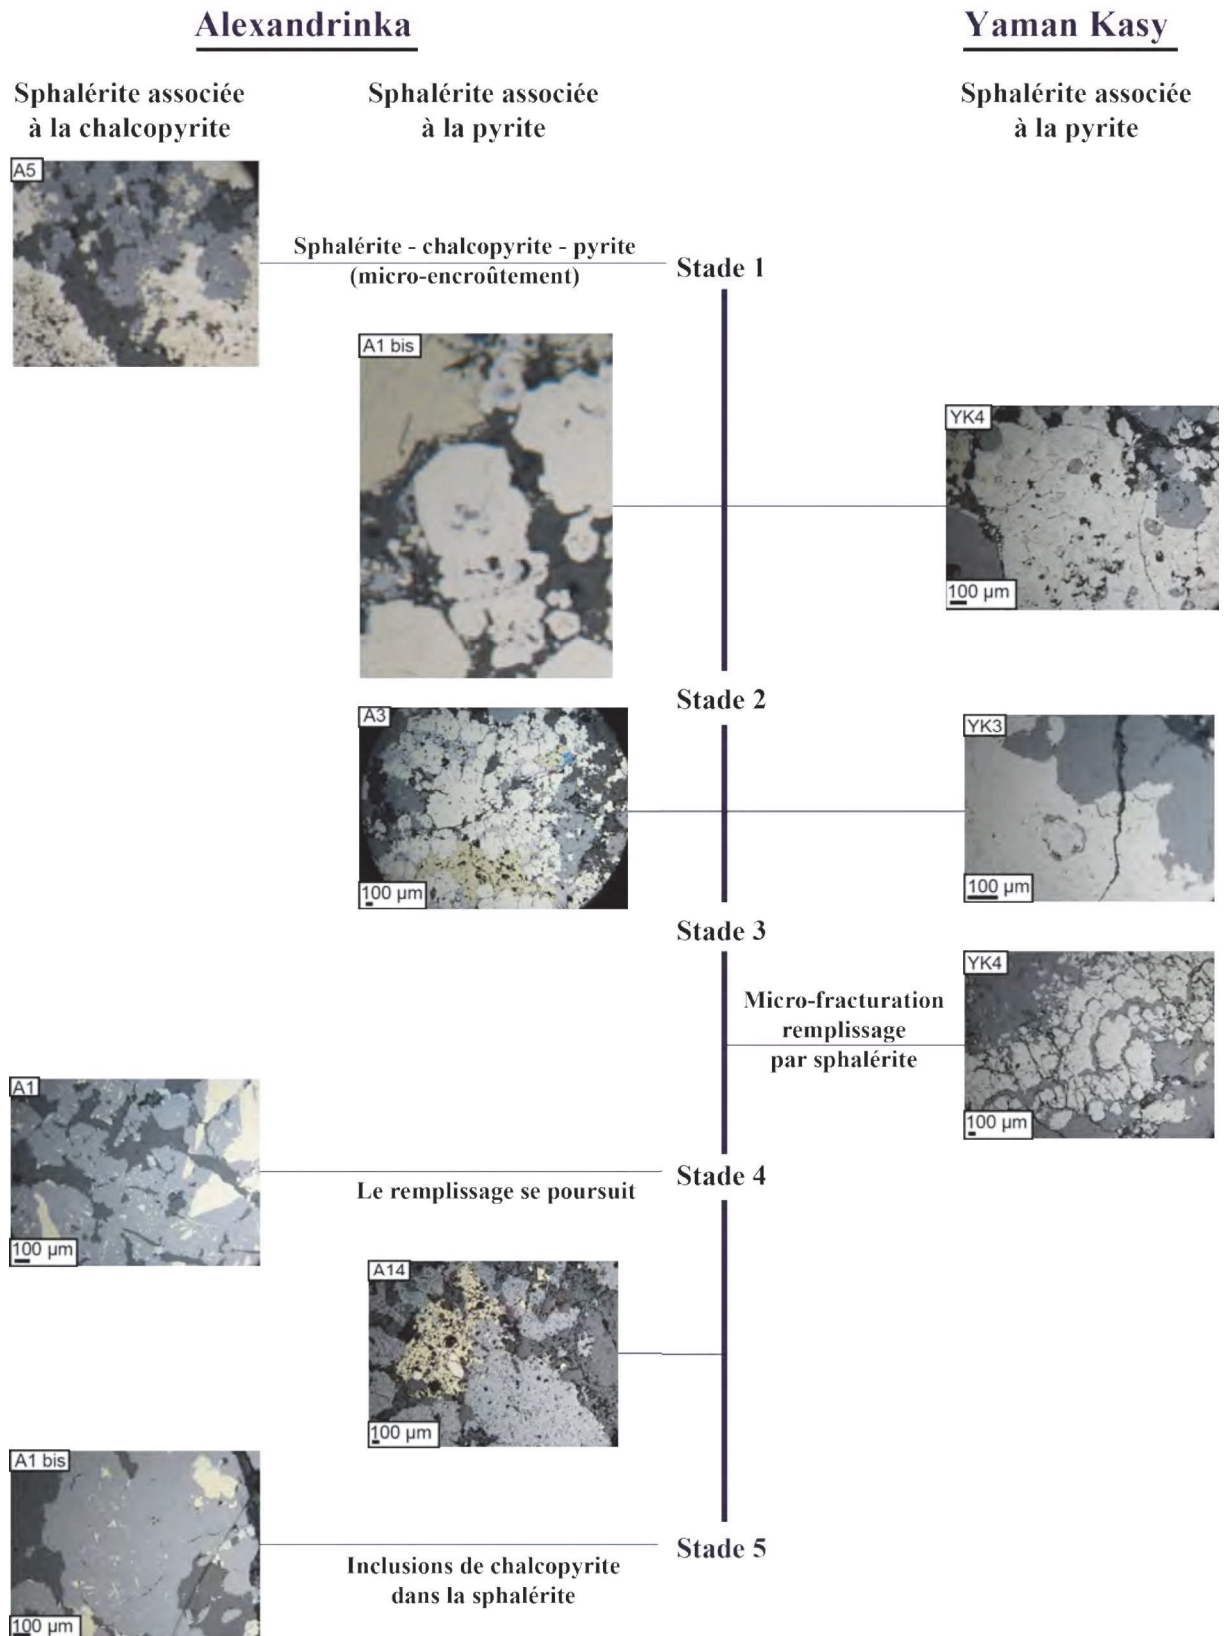 Alexandrinka
Yaman Kasy
Sphalérite associée
à la chalcopyrite
Sphalérite associée
à la pyrite
Sphalérite associée
à la pyrite
A5
Sphalérite - chalcopyrite - pyrite
(micro-encroûtement)
Stade 1
A1 bis
YK4
100 µm
Stade 2
A3
100 µm
YK3
100 µm
Stade 3
YK4
100 µm
Micro-fracturation
remplissage
par sphalérite
A1
100 µm
Le remplissage se poursuit
Stade 4
A14
100 µm
A1 bis
100 µm
Inclusions de chalcopyrite
dans la sphalérite
Stade 5